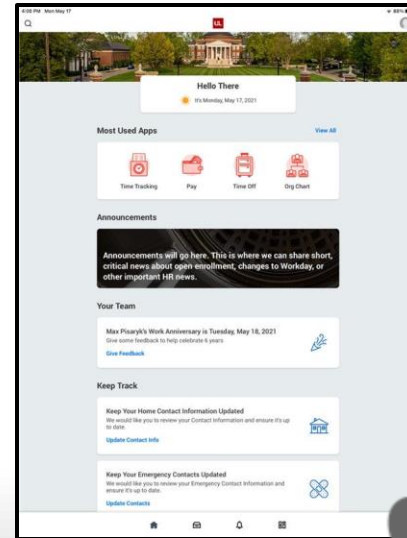 4:05 PM Mon May 17
89%
UL
Hello There
It's Monday, May 17, 2021
Most Used Apps
View All
Time Tracking
Pay
Time Off
Org Chart
Announcements
Announcements will go here. This is where we can share short,
critical news about open enrollment, changes to Workday, or
other important HR news.
Your Team
Max Pisaryk's Work Anniversary is Tuesday, May 18, 2021
Give some feedback to help celebrate 6 years.
Give Feedback
Keep Track
Keep Your Home Contact Information Updated
We would like you to review your Contact Information and ensure it's up
to date.
Update Contact Info
Keep Your Emergency Contacts Updated
We would like you to review your Emergency Contact Information and
ensure it's up to date.
Update Contacts